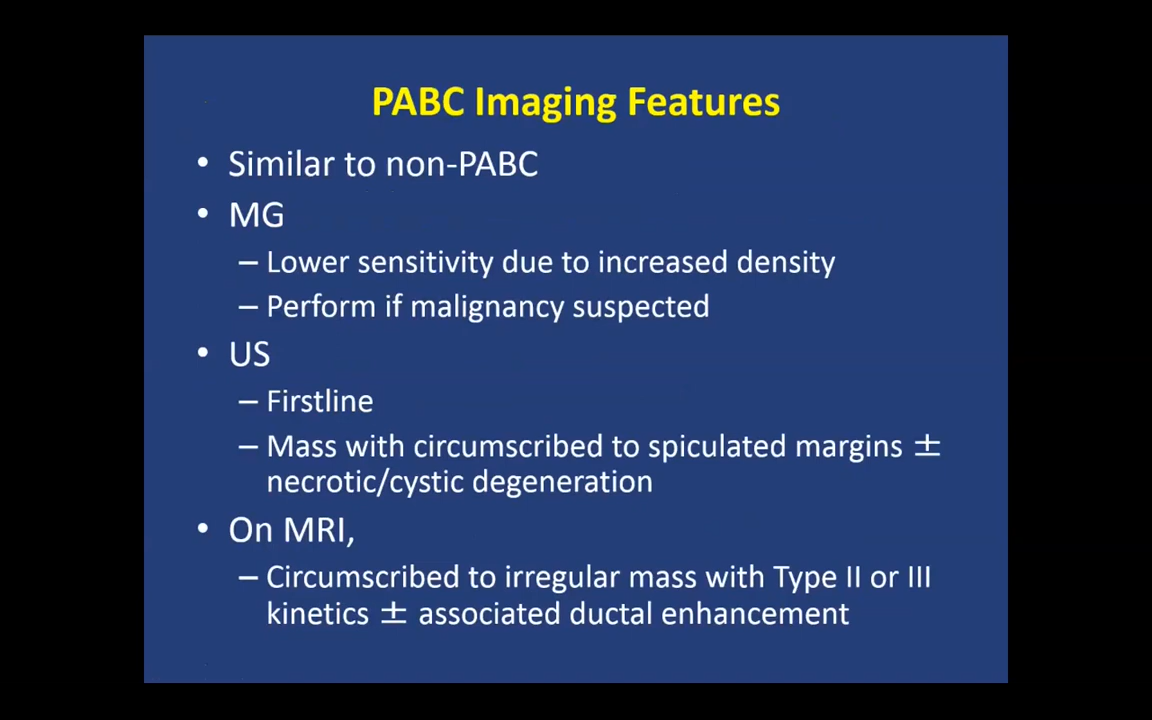 PABC Imaging Features
• Similar to non-PABC
• MG
– Lower sensitivity due to increased density
– Perform if malignancy suspected
• US
– Firstline
– Mass with circumscribed to spiculated margins ±
necrotic/cystic degeneration
• On MRI,
– Circumscribed to irregular mass with Type II or III
kinetics ± associated ductal enhancement